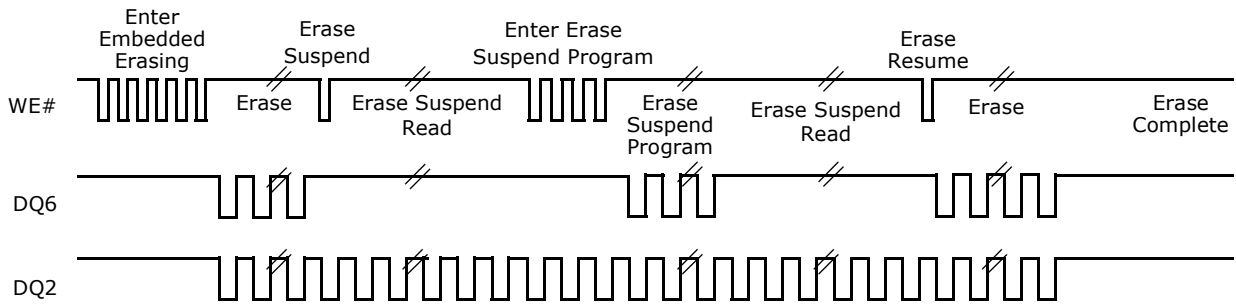 Enter
Embedded
Erasing
Erase
Suspend
Enter Erase
Suspend Program
Erase
Resume
WE#
Erase
Erase Suspend
Read
Erase
Suspend
Program
Erase Suspend
Read
Erase
Erase
Complete
DQ6
DQ2